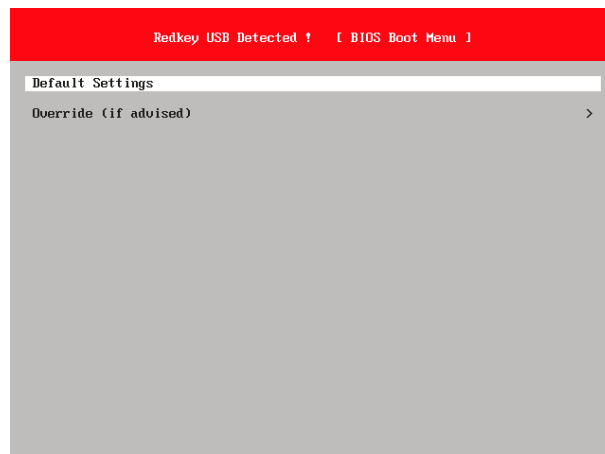 Redkey USB Detected ! [ BIOS Boot Menu ]
Default Settings
Override (if advised) >